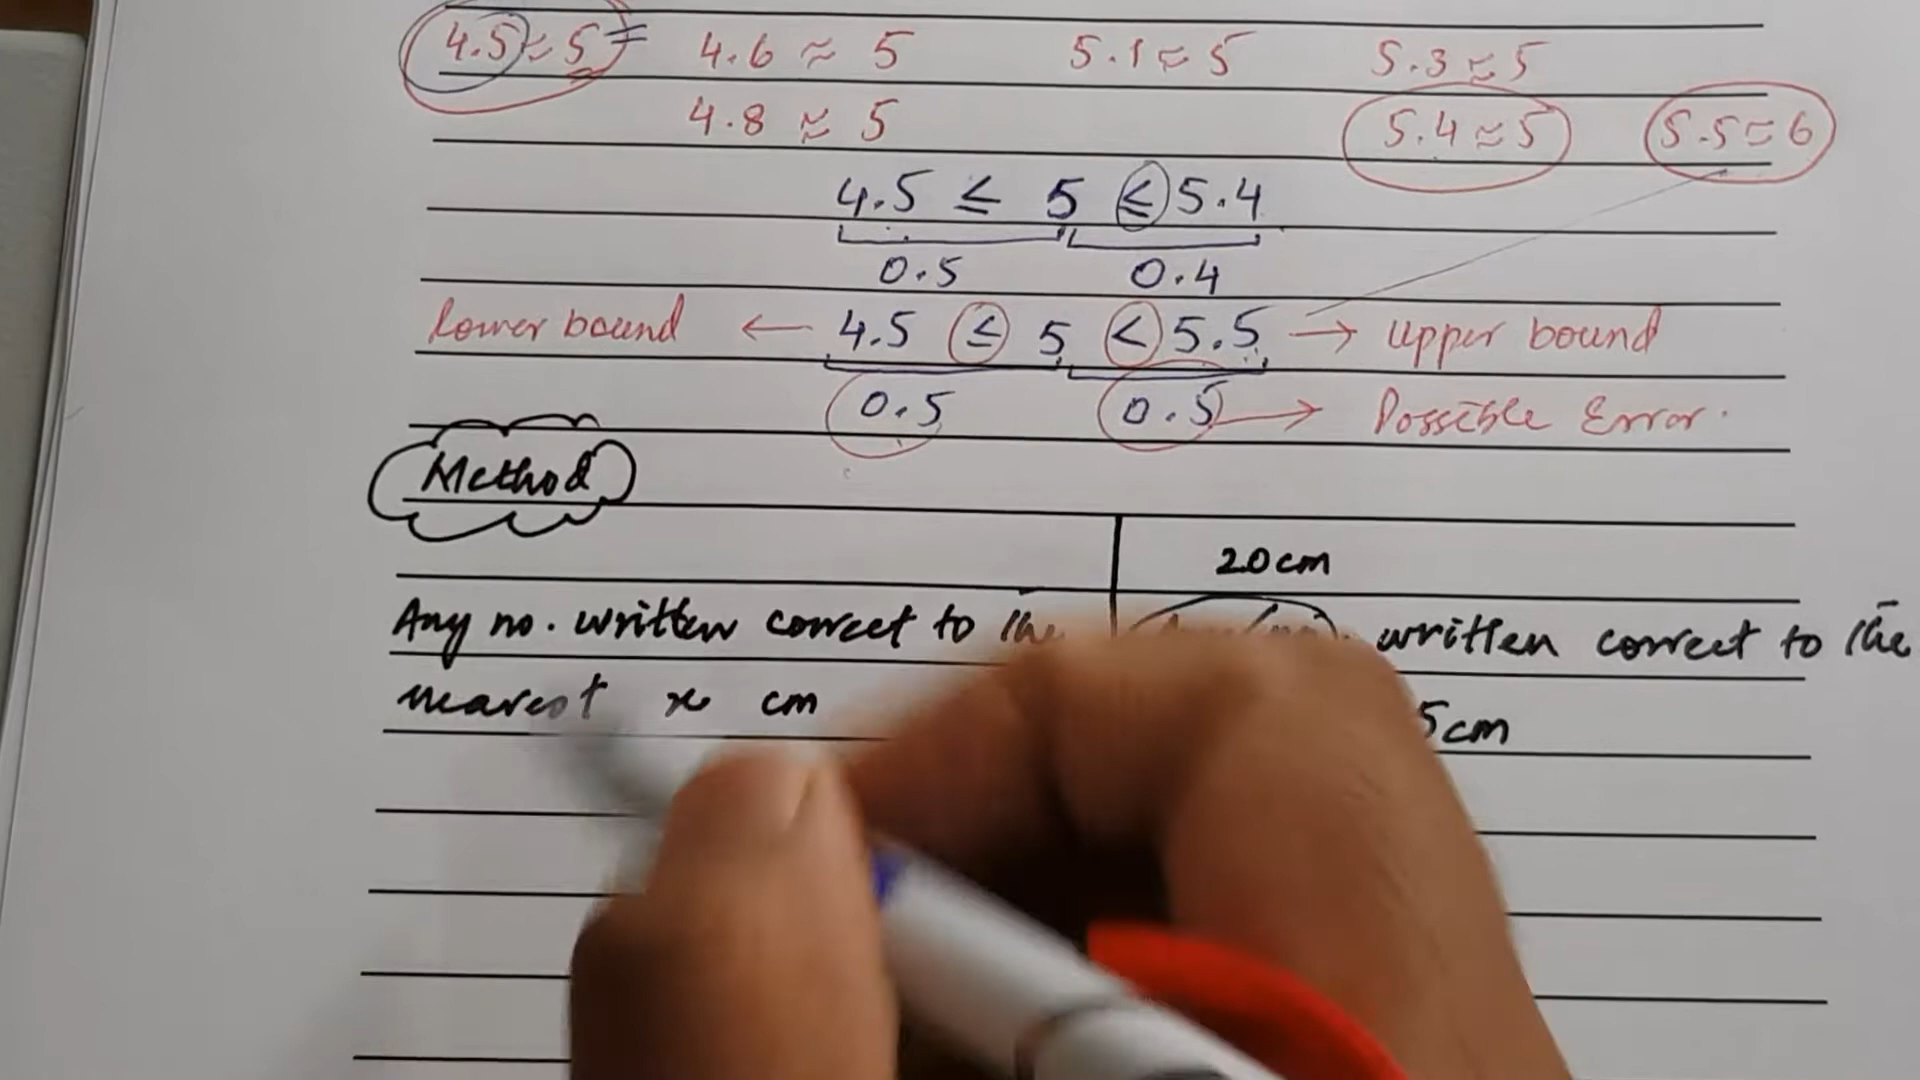 4.5 ≈ 5 4.6 ≈ 5 5.1 ≈ 5 5.3 ≈ 5
4.8 ≈ 5 5.4 ≈ 5 5.5 ≈ 6
4.5 ≤ 5 ≤ 5.4
0.5 0.4
lower bound ← 4.5 ≤ 5 < 5.5 → upper bound
0.5 0.5 → Possible Error.
Method
20cm
Any no. written correct to the written correct to the
nearest x cm 5cm